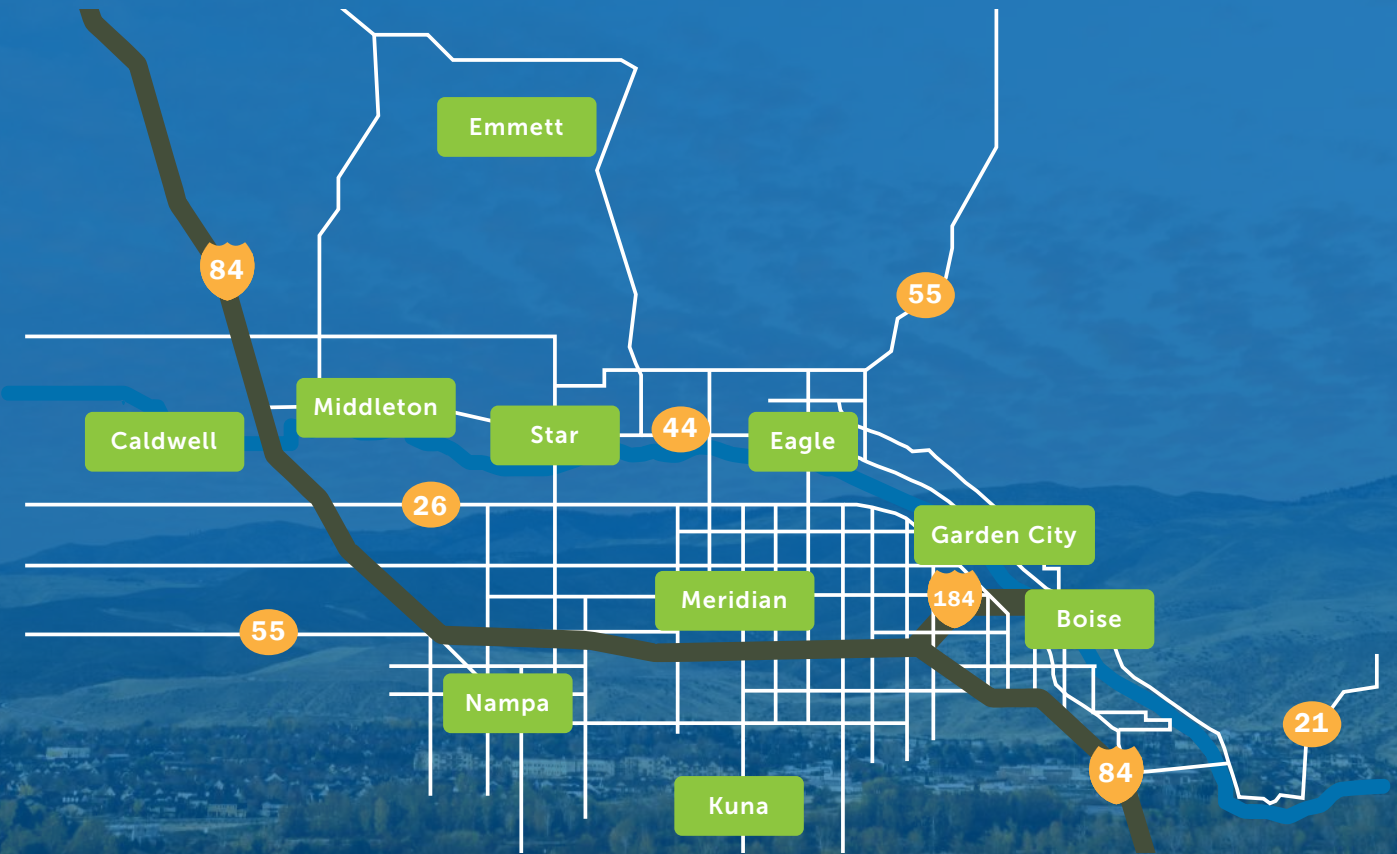 Emmett
84
55
Middleton
Caldwell
Star
44
Eagle
26
Garden City
184
Meridian
Boise
55
Nampa
21
84
Kuna